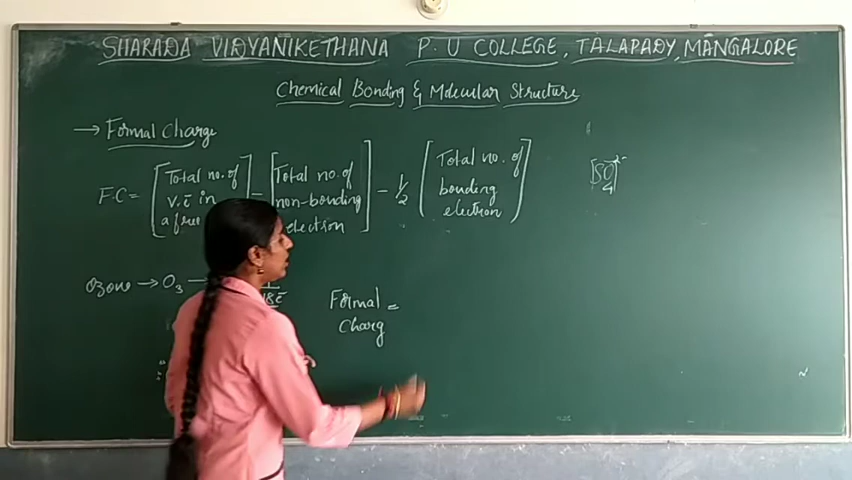 SHARADA VIDYANIKETHANA P.U COLLEGE, TALAPADY, MANGALORE
Chemical Bonding & Molecular Structure
→ Formal Charge
F.C = [Total no. of v.e̅ in a free] - [Total no. of non-bonding electron] - 1/2 [Total no. of bonding electron]
[SO4]2-
Ozone → O3 → 18e̅
Formal Charg =